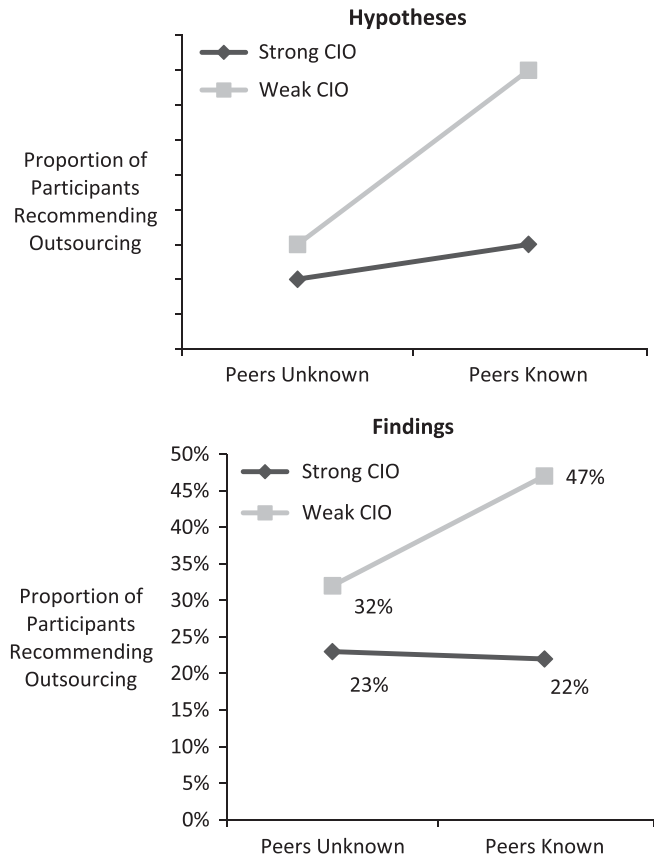 Hypotheses
Strong CIO
Weak CIO
Proportion of
Participants
Recommending
Outsourcing
Peers Unknown
Peers Known
Findings
50%
45%
40%
35%
30%
25%
20%
15%
10%
5%
0%
Strong CIO
Weak CIO
47%
32%
23%
22%
Proportion of
Participants
Recommending
Outsourcing
Peers Unknown
Peers Known